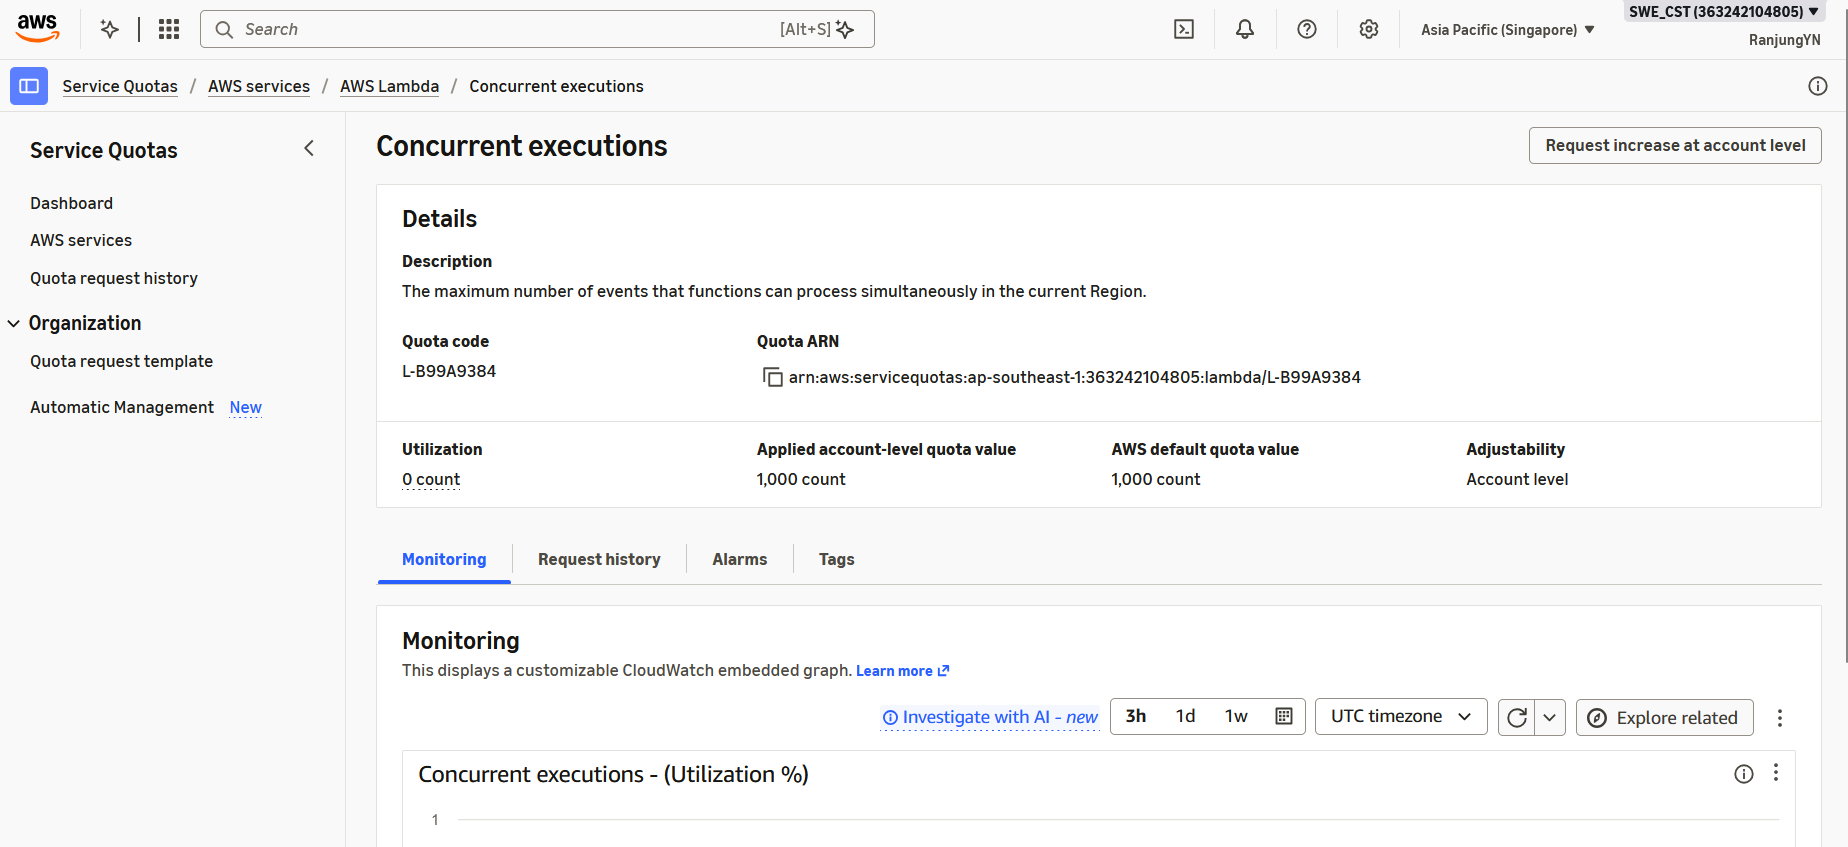 aws
Search [Alt+S]
Asia Pacific (Singapore)
SWE_CST (363242104805)
RanjungYN
Service Quotas / AWS services / AWS Lambda / Concurrent executions
Service Quotas
Dashboard
AWS services
Quota request history
Organization
Quota request template
Automatic Management New
Concurrent executions
Request increase at account level
Details
Description
The maximum number of events that functions can process simultaneously in the current Region.
Quota code
L-B99A9384
Quota ARN
arn:aws:servicequotas:ap-southeast-1:363242104805:lambda/L-B99A9384
Utilization
0 count
Applied account-level quota value
1,000 count
AWS default quota value
1,000 count
Adjustability
Account level
Monitoring Request history Alarms Tags
Monitoring
This displays a customizable CloudWatch embedded graph. Learn more
Investigate with AI - new 3h 1d 1w UTC timezone Explore related
Concurrent executions - (Utilization %)
1